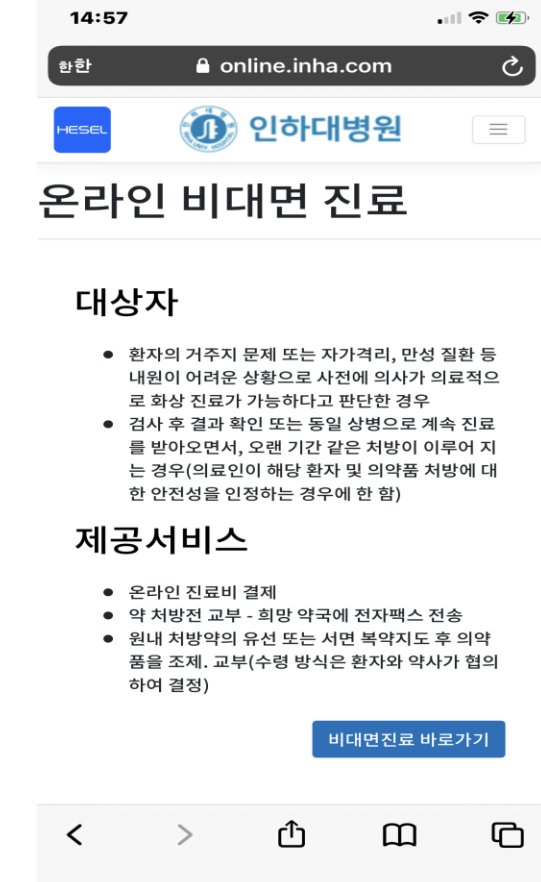 14:57
한한 online.inha.com
HESEL 인하대병원
온라인 비대면 진료
대상자
● 환자의 거주지 문제 또는 자가격리, 만성 질환 등
내원이 어려운 상황으로 사전에 의사가 의료적으
로 화상 진료가 가능하다고 판단한 경우
● 검사 후 결과 확인 또는 동일 상병으로 계속 진료
를 받아오면서, 오랜 기간 같은 처방이 이루어 지
는 경우(의료인이 해당 환자 및 의약품 처방에 대
한 안전성을 인정하는 경우에 한 함)
제공서비스
● 온라인 진료비 결제
● 약 처방전 교부 - 희망 약국에 전자팩스 전송
● 원내 처방약의 유선 또는 서면 복약지도 후 의약
품을 조제. 교부(수령 방식은 환자와 약사가 협의
하여 결정)
비대면진료 바로가기